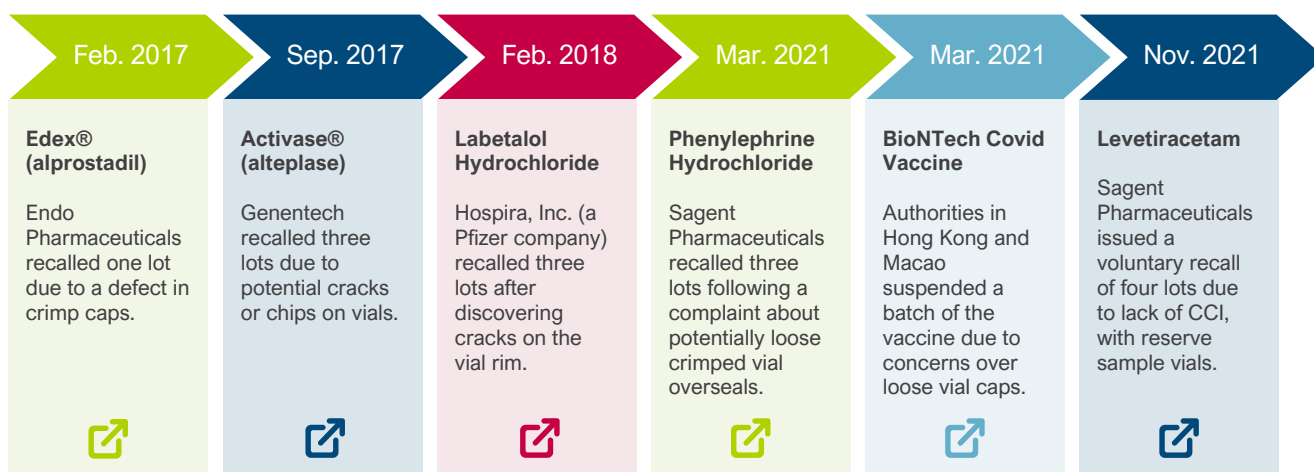 Feb. 2017
Sep. 2017
Feb. 2018
Mar. 2021
Mar. 2021
Nov. 2021
Edex®
(alprostadil)
Endo
Pharmaceuticals
recalled one lot
due to a defect in
crimp caps.
Activase®
(alteplase)
Genentech
recalled three
lots due to
potential cracks
or chips on vials.
Labetalol
Hydrochloride
Hospira, Inc. (a
Pfizer company)
recalled three
lots after
discovering
cracks on the
vial rim.
Phenylephrine
Hydrochloride
Sagent
Pharmaceuticals
recalled three
lots following a
complaint about
potentially loose
crimped vial
overseals.
BioNTech Covid
Vaccine
Authorities in
Hong Kong and
Macao
suspended a
batch of the
vaccine due to
concerns over
loose vial caps.
Levetiracetam
Sagent
Pharmaceuticals
issued a
voluntary recall
of four lots due
to lack of CCI,
with reserve
sample vials.